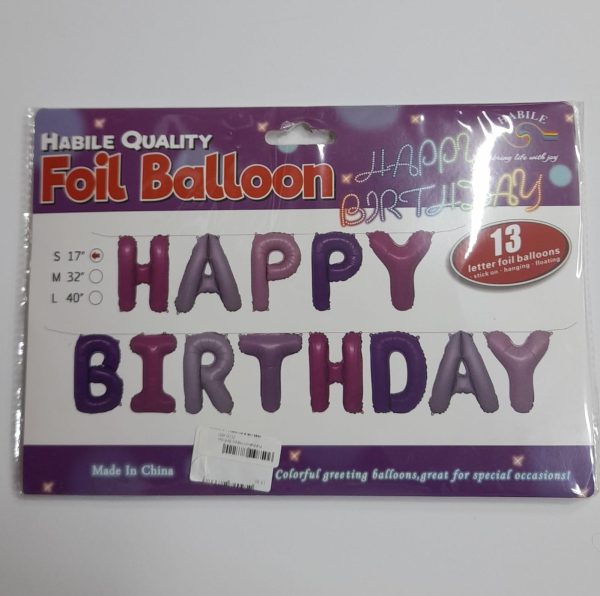 HABILE QUALITY
Foil Balloon
HAPPY
BIRTHDAY
HABILE
bring life with joy
S 17"
M 32"
L 40"
HAPPY
BIRTHDAY
13
letter foil balloons
stick on - hanging - floating
Made In China
Colorful greeting balloons,great for special occasions!